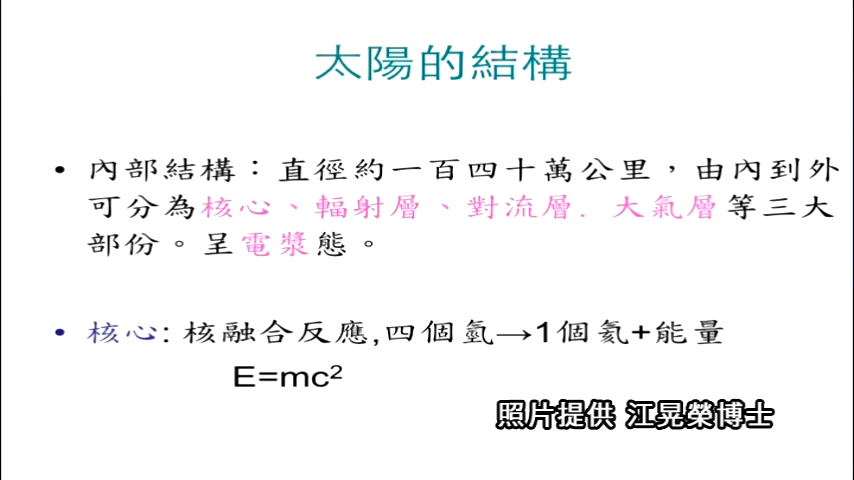 太陽的結構
• 內部結構：直徑約一百四十萬公里，由內到外
可分為核心、輻射層、對流層. 大氣層等三大
部份。呈電漿態。
• 核心: 核融合反應,四個氫→1個氦+能量
E=mc²
照片提供 江晃榮博士